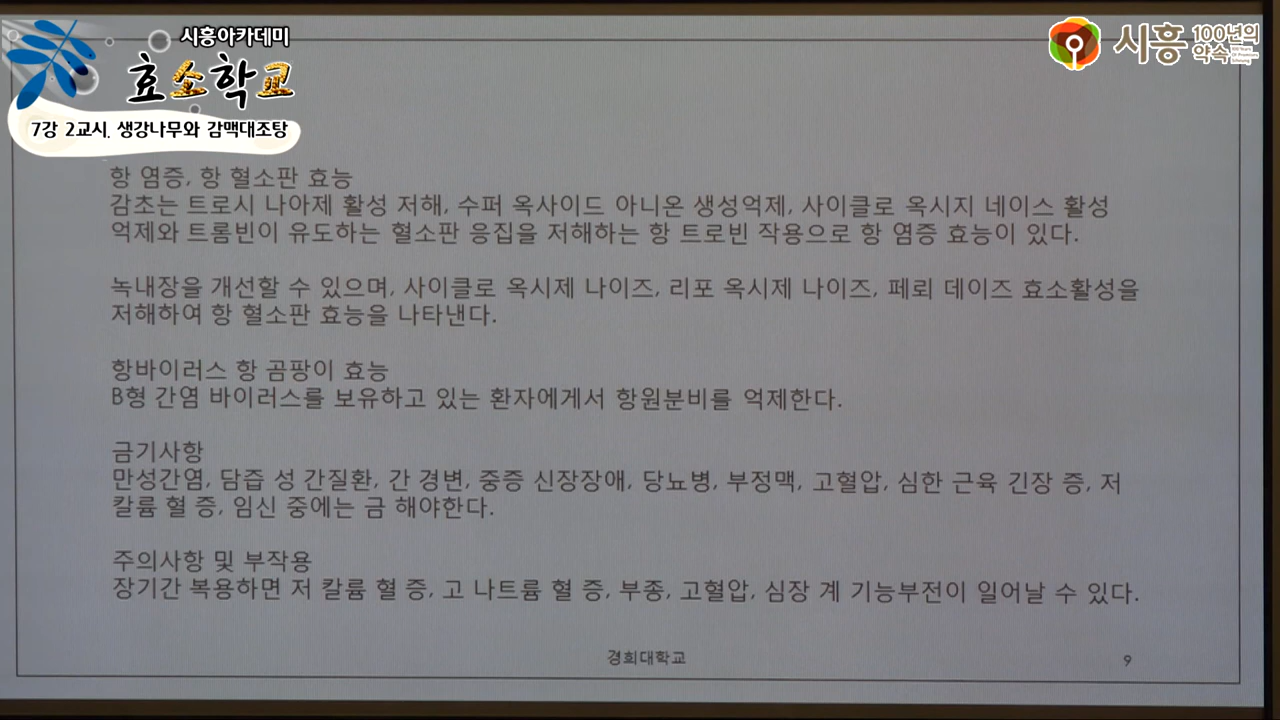 시흥아카데미
효소학교
7강 2교시. 생강나무와 감맥대조탕
시흥 100년의 약속
항 염증, 항 혈소판 효능
감초는 트로시 나아제 활성 저해, 수퍼 옥사이드 아니온 생성억제, 사이클로 옥시지 네이스 활성
억제와 트롬빈이 유도하는 혈소판 응집을 저해하는 항 트로빈 작용으로 항 염증 효능이 있다.
녹내장을 개선할 수 있으며, 사이클로 옥시제 나이즈, 리포 옥시제 나이즈, 페뢰 데이즈 효소활성을
저해하여 항 혈소판 효능을 나타낸다.
항바이러스 항 곰팡이 효능
B형 간염 바이러스를 보유하고 있는 환자에게서 항원분비를 억제한다.
금기사항
만성간염, 담즙 성 간질환, 간 경변, 중증 신장장애, 당뇨병, 부정맥, 고혈압, 심한 근육 긴장 증, 저
칼륨 혈 증, 임신 중에는 금 해야한다.
주의사항 및 부작용
장기간 복용하면 저 칼륨 혈 증, 고 나트륨 혈 증, 부종, 고혈압, 심장 계 기능부전이 일어날 수 있다.
경희대학교
9